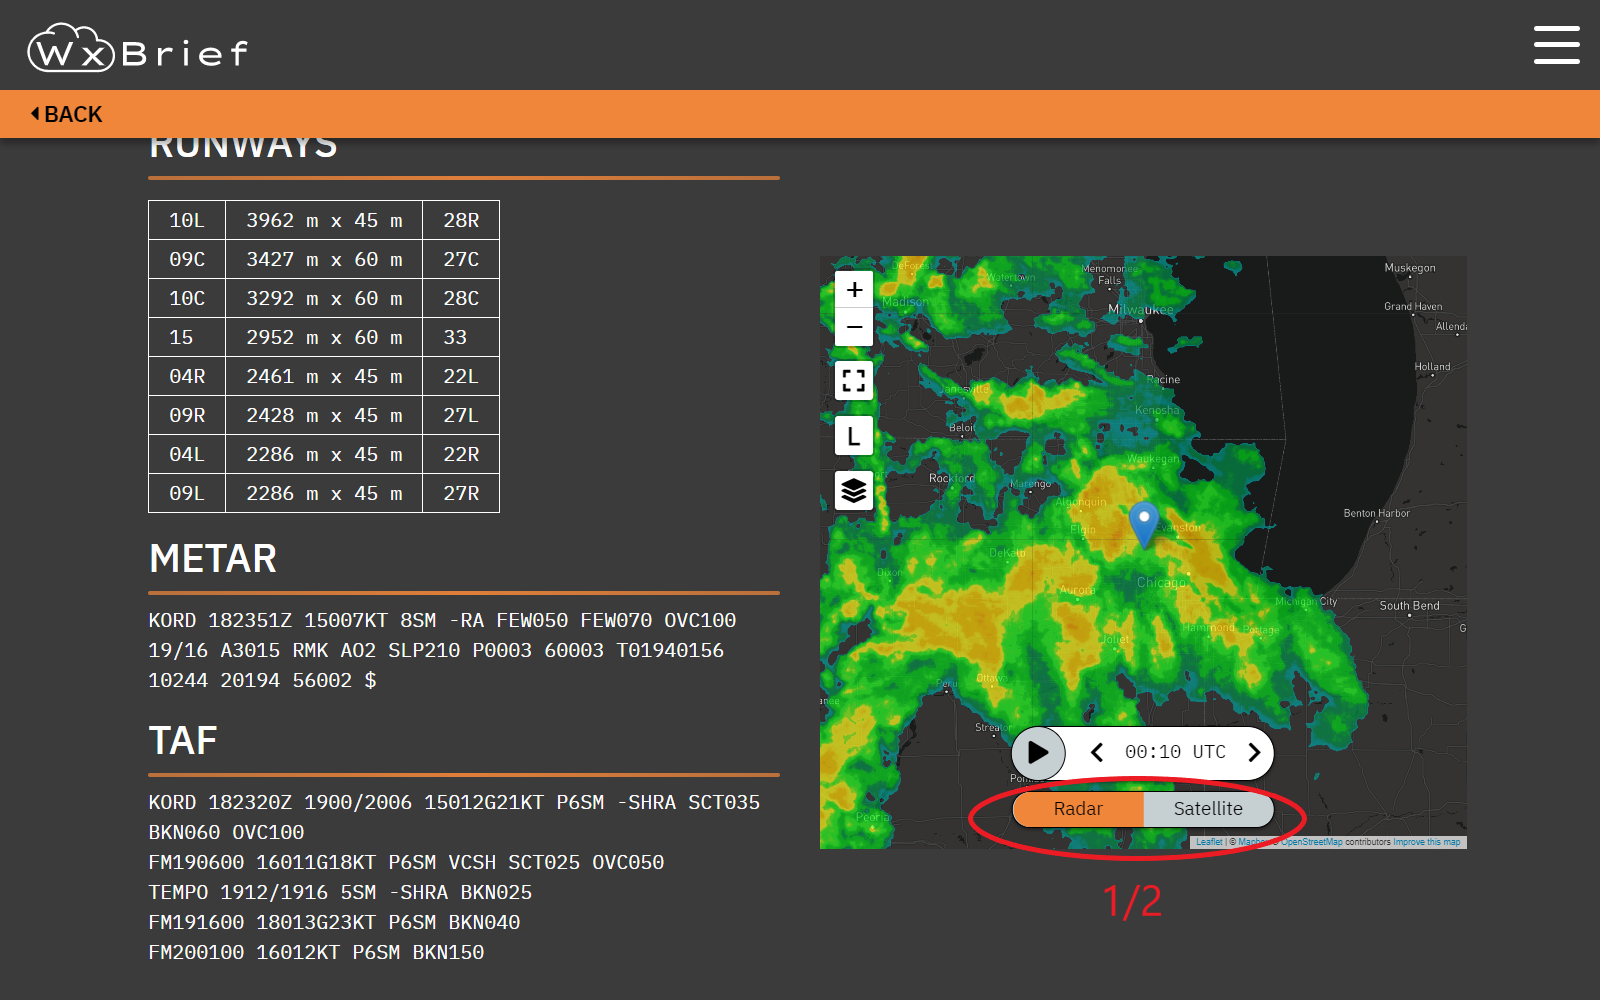 WxBrief
BACK
RUNWAYS
10L 3962 m x 45 m 28R
09C 3427 m x 60 m 27C
10C 3292 m x 60 m 28C
15 2952 m x 60 m 33
04R 2461 m x 45 m 22L
09R 2428 m x 45 m 27L
04L 2286 m x 45 m 22R
09L 2286 m x 45 m 27R
METAR
KORD 182351Z 15007KT 8SM -RA FEW050 FEW070 OVC100
19/16 A3015 RMK AO2 SLP210 P0003 60003 T01940156
10244 20194 56002 $
TAF
KORD 182320Z 1900/2006 15012G21KT P6SM -SHRA SCT035
BKN060 OVC100
FM190600 16011G18KT P6SM VCSH SCT025 OVC050
TEMPO 1912/1916 5SM -SHRA BKN025
FM191600 18013G23KT P6SM BKN040
FM200100 16012KT P6SM BKN150
+
−
L
DeForest
Watertown
Menomonee
Falls
Muskegon
Madison
Milwaukee
Grand Haven
Allenda
Holland
Racine
Janesville
Kenosha
Beloit
Waukegan
Rockford
Marengo
Algonquin
Benton Harbor
Elgin
Evanston
DeKalb
Dixon
Chicago
Aurora
Michigan City
South Bend
Hammond
Portage
G
Joliet
Ottawa
Peru
anee
Streator
00:10 UTC
Radar
Satellite
Peoria
Leaflet | © Mapbox © OpenStreetMap contributors Improve this map
1/2